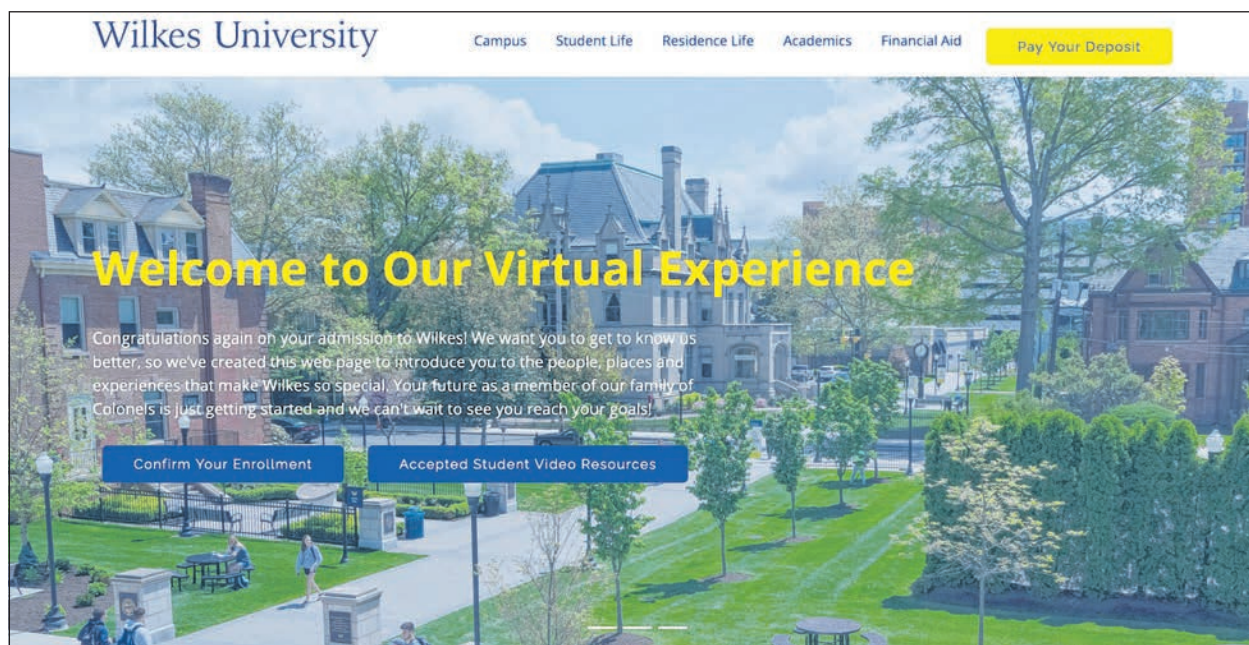 Wilkes University
Campus Student Life Residence Life Academics Financial Aid Pay Your Deposit
Welcome to Our Virtual Experience
Congratulations again on your admission to Wilkes! We want you to get to know us
better, so we've created this web page to introduce you to the people, places and
experiences that make Wilkes so special. Your future as a member of our family of
Colonels is just getting started and we can't wait to see you reach your goals!
Confirm Your Enrollment Accepted Student Video Resources